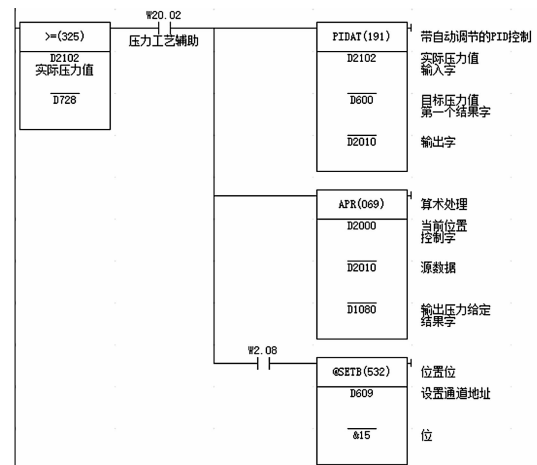 W20.02
>=(325)
压力工艺辅助
D2102
实际压力值
D728
PIDAT(191)
带自动调节的PID控制
D2102
实际压力值
输入字
D600
目标压力值
第一个结果字
D2010
输出字
APR(069)
算术处理
D2000
当前位置
控制字
D2010
源数据
D1080
输出压力给定
结果字
W2.08
@SETB(532)
位置位
D609
设置通道地址
&15
位